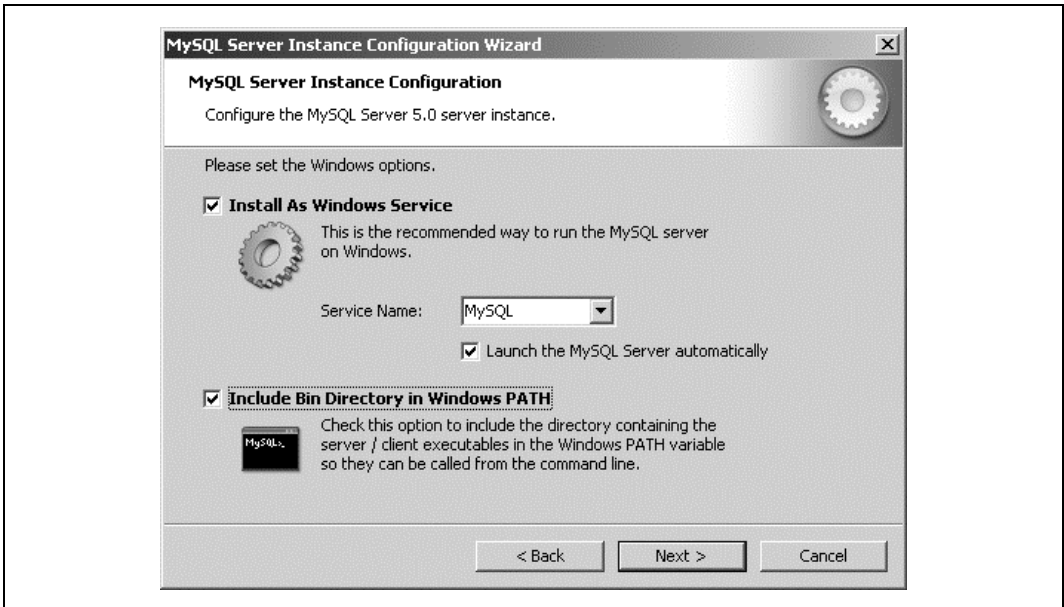 MySQL Server Instance Configuration Wizard
MySQL Server Instance Configuration
Configure the MySQL Server 5.0 server instance.
Please set the Windows options.
Install As Windows Service
This is the recommended way to run the MySQL server
on Windows.
Service Name: MySQL
Launch the MySQL Server automatically
Include Bin Directory in Windows PATH
MySQL>_
Check this option to include the directory containing the
server / client executables in the Windows PATH variable
so they can be called from the command line.
< Back Next > Cancel